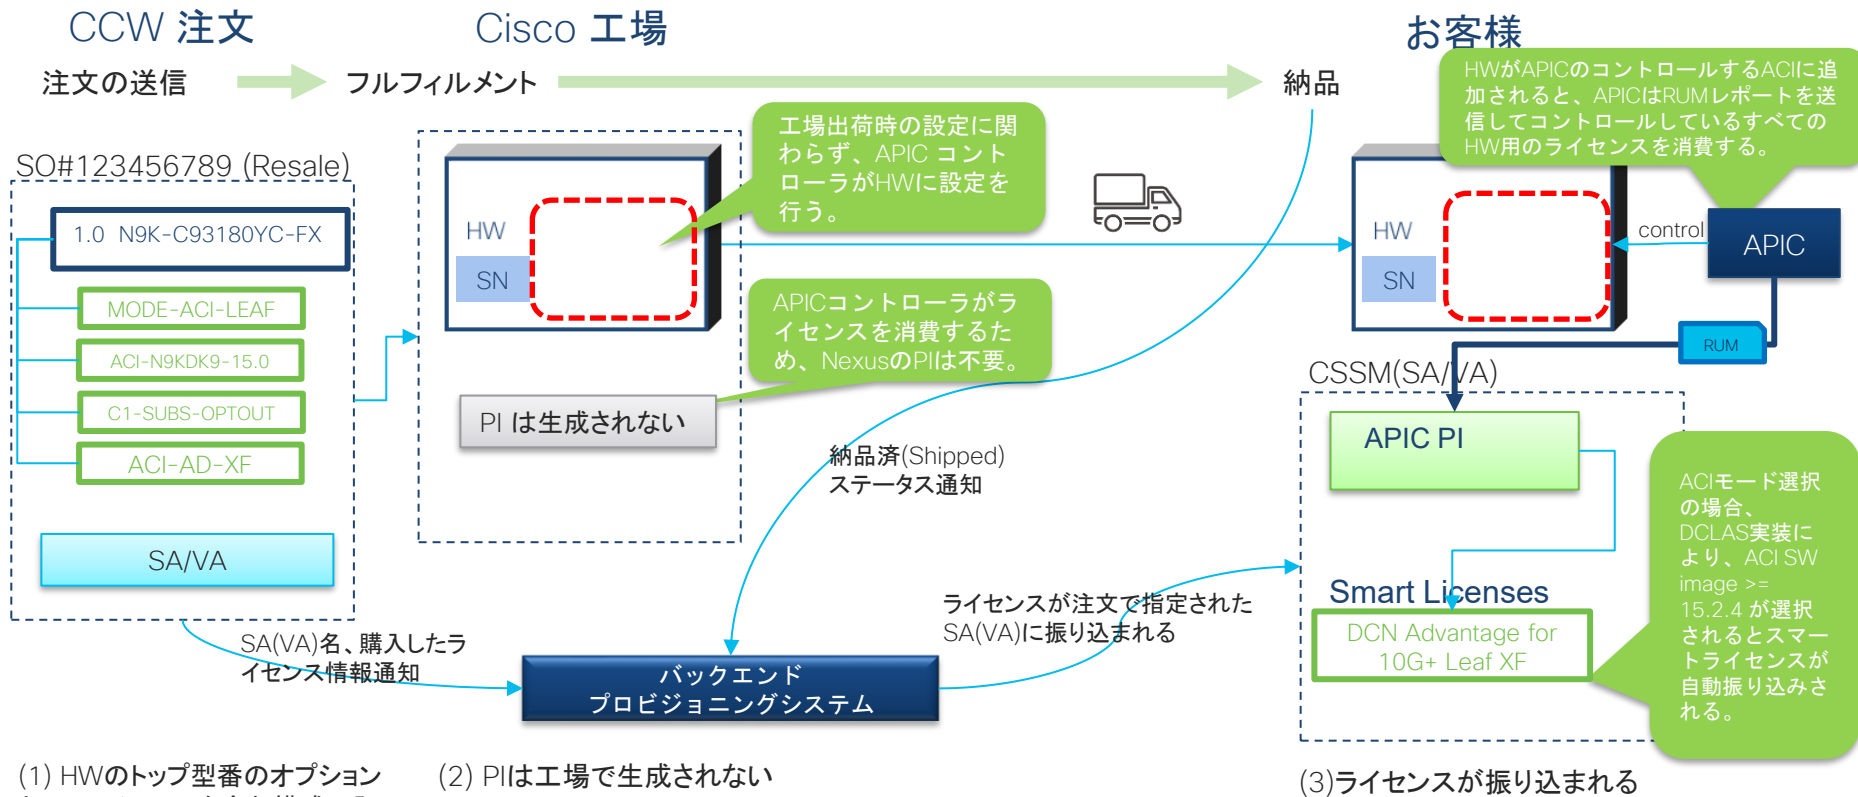 CCW 注文
Cisco 工場
お客様
注文の送信
フルフィルメント
納品
SO#123456789 (Resale)
1.0 N9K-C93180YC-FX
MODE-ACI-LEAF
ACI-N9KDK9-15.0
C1-SUBS-OPTOUT
ACI-AD-XF
SA/VA
HW
SN
工場出荷時の設定に関
わらず、APIC コント
ローラがHWに設定を
行う。
APICコントローラがラ
イセンスを消費するた
め、NexusのPIは不要。
PI は生成されない
納品済(Shipped)
ステータス通知
SA(VA)名、購入したラ
イセンス情報通知
バックエンド
プロビジョニングシステム
ライセンスが注文で指定された
SA(VA)に振り込まれる
HWがAPICのコントロールするACIに追
加されると、APICはRUMレポートを送
信してコントロールしているすべての
HW用のライセンスを消費する。
HW
SN
control
APIC
RUM
CSSM(SA/VA)
APIC PI
Smart Licenses
DCN Advantage for
10G+ Leaf XF
ACIモード選択
の場合、
DCLAS実装に
より、ACI SW
image >=
15.2.4 が選択
されるとスマー
トライセンスが
自動振り込みさ
れる。
(1) HWのトップ型番のオプション
(2) PIは工場で生成されない
(3)ライセンスが振り込まれる